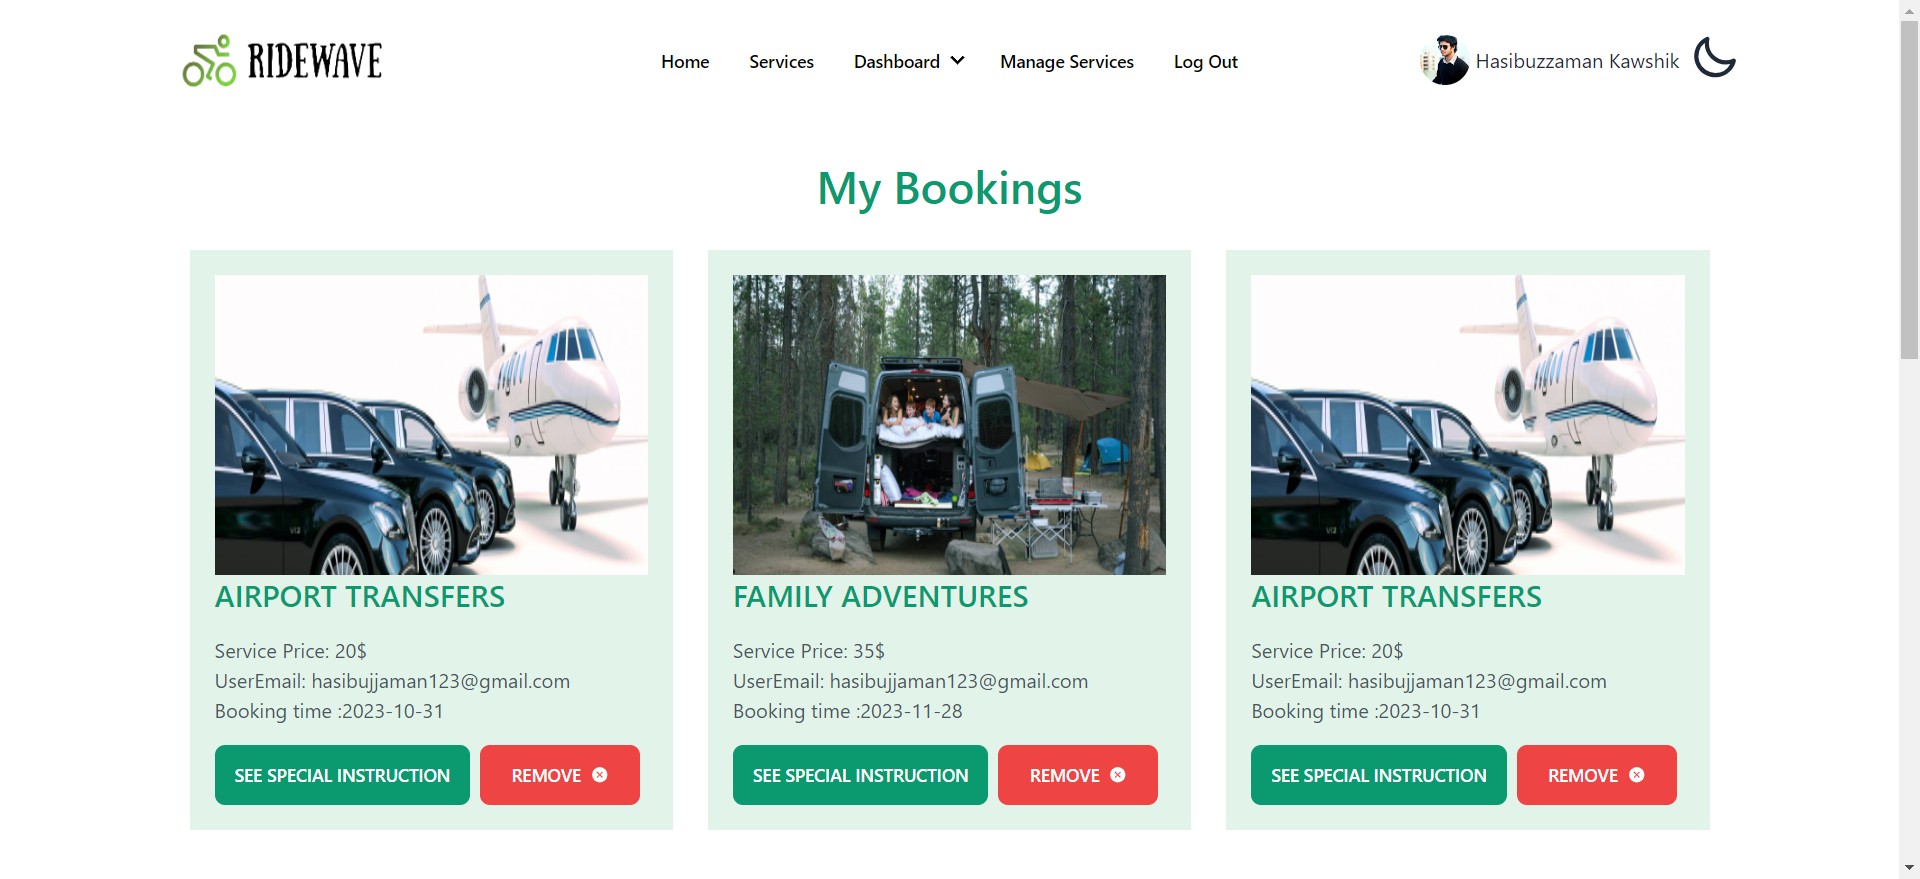 RIDEWAVE
Home
Services
Dashboard
Manage Services
Log Out
Hasibuzzaman Kawshik
My Bookings
AIRPORT TRANSFERS
Service Price: 20$
UserEmail: hasibujjaman123@gmail.com
Booking time :2023-10-31
SEE SPECIAL INSTRUCTION
REMOVE
FAMILY ADVENTURES
Service Price: 35$
UserEmail: hasibujjaman123@gmail.com
Booking time :2023-11-28
SEE SPECIAL INSTRUCTION
REMOVE
AIRPORT TRANSFERS
Service Price: 20$
UserEmail: hasibujjaman123@gmail.com
Booking time :2023-10-31
SEE SPECIAL INSTRUCTION
REMOVE